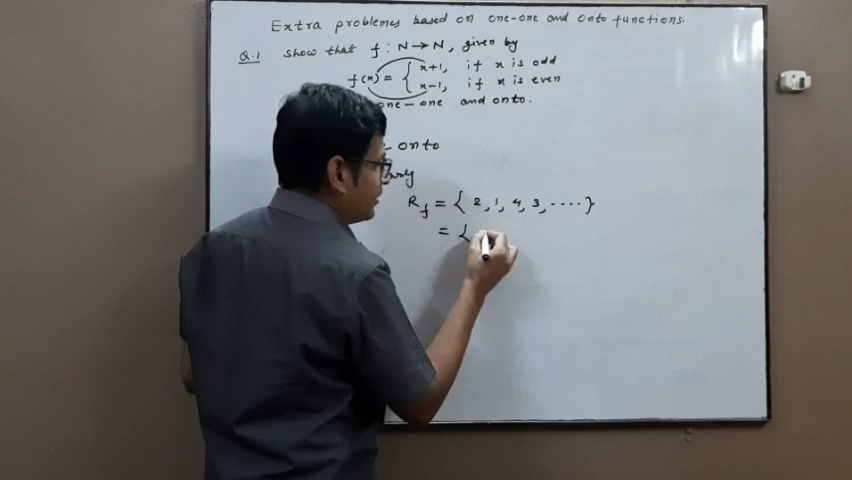 Extra problemes based on one-one and onto functions.
Q.1 Show that f : N → N, given by
f(x) = { x+1, if x is odd
x-1, if x is even
one-one and onto.
- onto
R_f = { 2, 1, 4, 3, ....}
= {